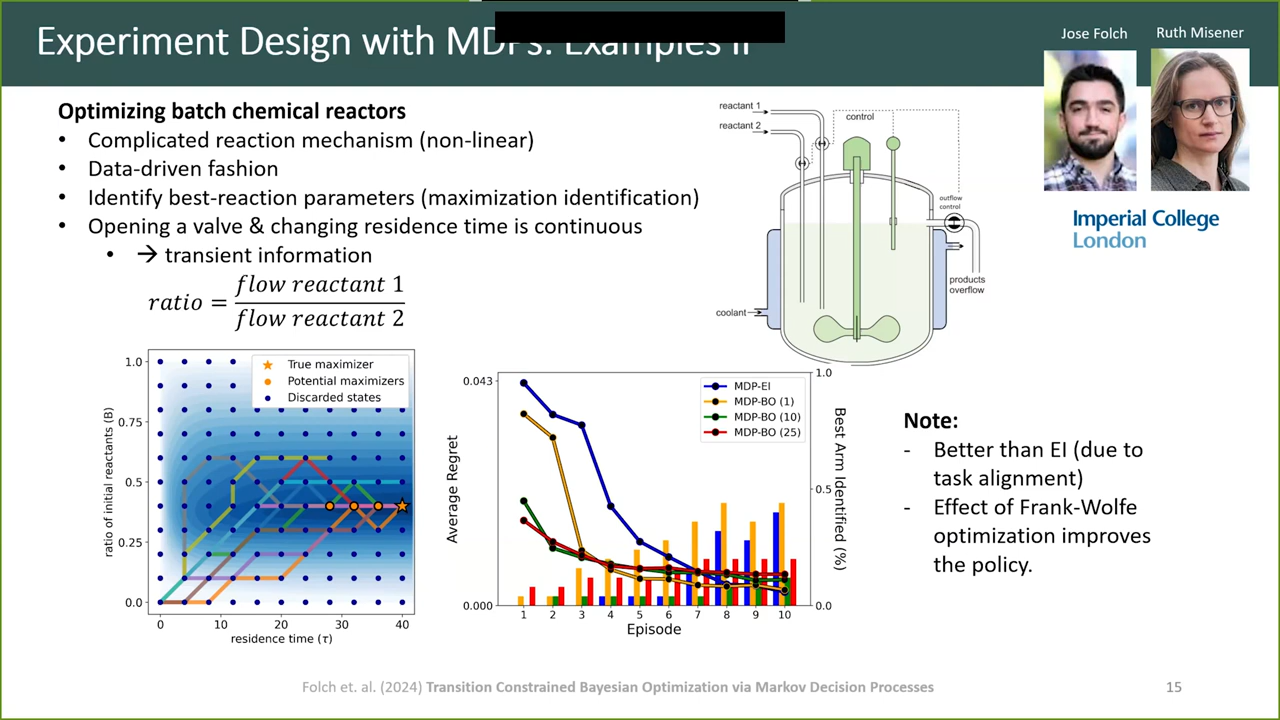 Experiment Design with MDPs: Examples II
Jose Folch
Ruth Misener
Optimizing batch chemical reactors
• Complicated reaction mechanism (non-linear)
• Data-driven fashion
• Identify best-reaction parameters (maximization identification)
• Opening a valve & changing residence time is continuous
• → transient information
ratio = flow reactant 1 / flow reactant 2
reactant 1
reactant 2
control
outflow
control
products
overflow
coolant
Imperial College
London
True maximizer
Potential maximizers
Discarded states
1.0
0.75
0.5
0.25
0.0
ratio of initial reactants (B)
0 10 20 30 40
residence time (τ)
MDP-EI
MDP-BO (1)
MDP-BO (10)
MDP-BO (25)
0.043
0.000
Average Regret
1 2 3 4 5 6 7 8 9 10
Episode
1.0
0.5
0.0
Best Arm Identified (%)
Note:
- Better than EI (due to
task alignment)
- Effect of Frank-Wolfe
optimization improves
the policy.
Folch et. al. (2024) Transition Constrained Bayesian Optimization via Markov Decision Processes
15